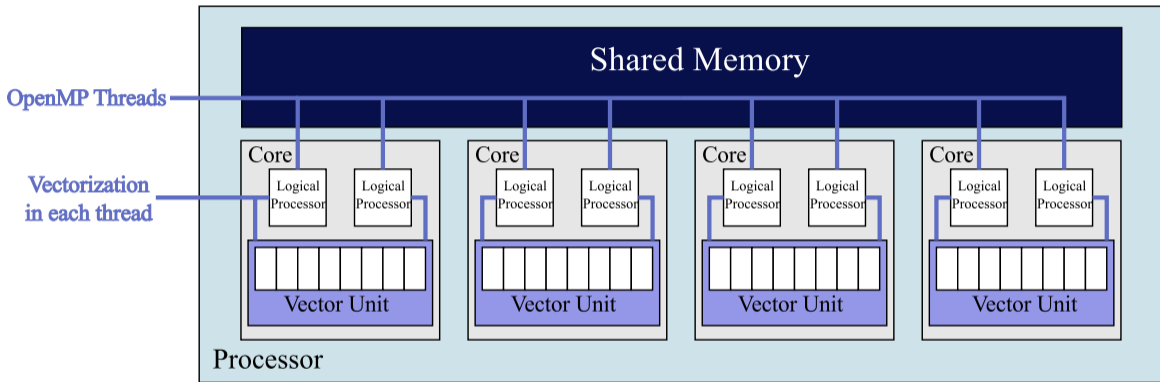 Shared Memory
OpenMP Threads
Core
Core
Core
Core
Vectorization
in each thread
Logical
Processor
Logical
Processor
Logical
Processor
Logical
Processor
Logical
Processor
Logical
Processor
Logical
Processor
Logical
Processor
Vector Unit
Vector Unit
Vector Unit
Vector Unit
Processor